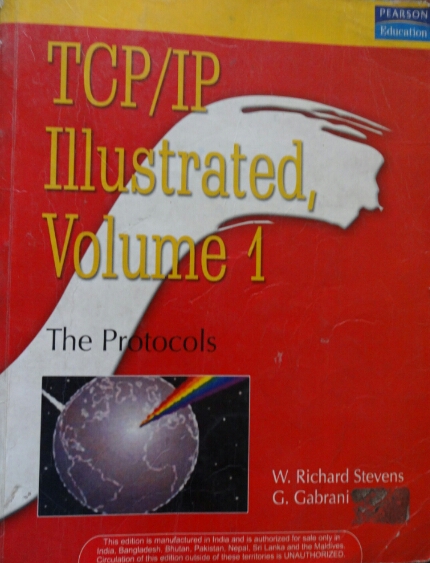 PEARSON
Education
TCP/IP
Illustrated,
Volume 1
The Protocols
W. Richard Stevens
G. Gabrani
This edition is manufactured in India and is authorized for sale only in
India, Bangladesh, Bhutan, Pakistan, Nepal, Sri Lanka and the Maldives.
Circulation of this edition outside of these territories is UNAUTHORIZED.